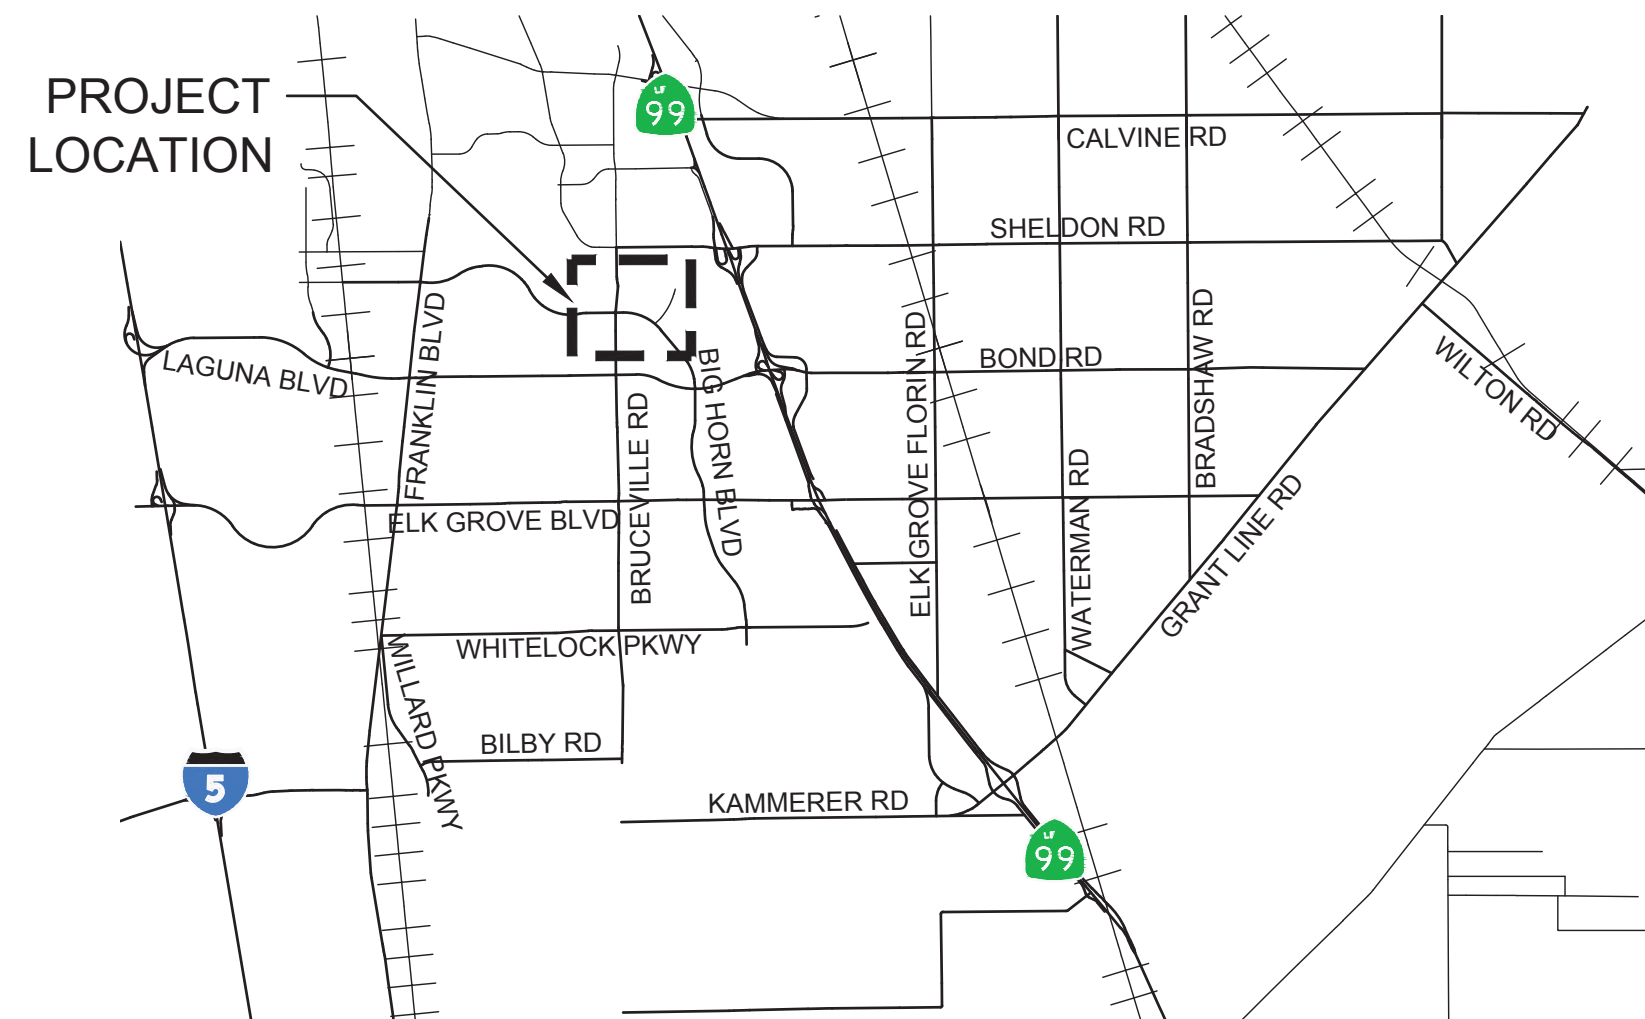 PROJECT
LOCATION
99
CALVINE RD
SHELDON RD
LAGUNA BLVD
FRANKLIN BLVD
BIG HORN BLVD
BOND RD
BRADSHAW RD
WILTON RD
BRUCEVILLE RD
ELK GROVE FLORIN RD
ELK GROVE BLVD
WATERMAN RD
GRANT LINE RD
WHITELOCK PKWY
WILLARD PKWY
BILBY RD
5
KAMMERER RD
99